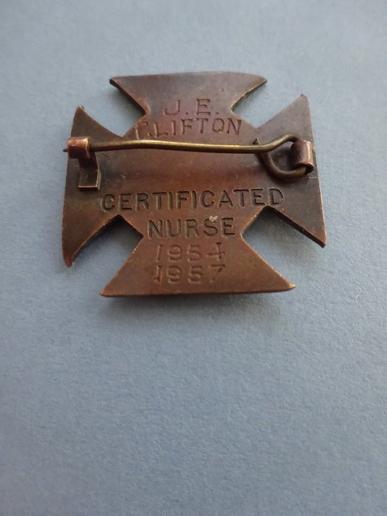 J. E.
CLIFTON
CERTIFICATED
NURSE
1954
1957